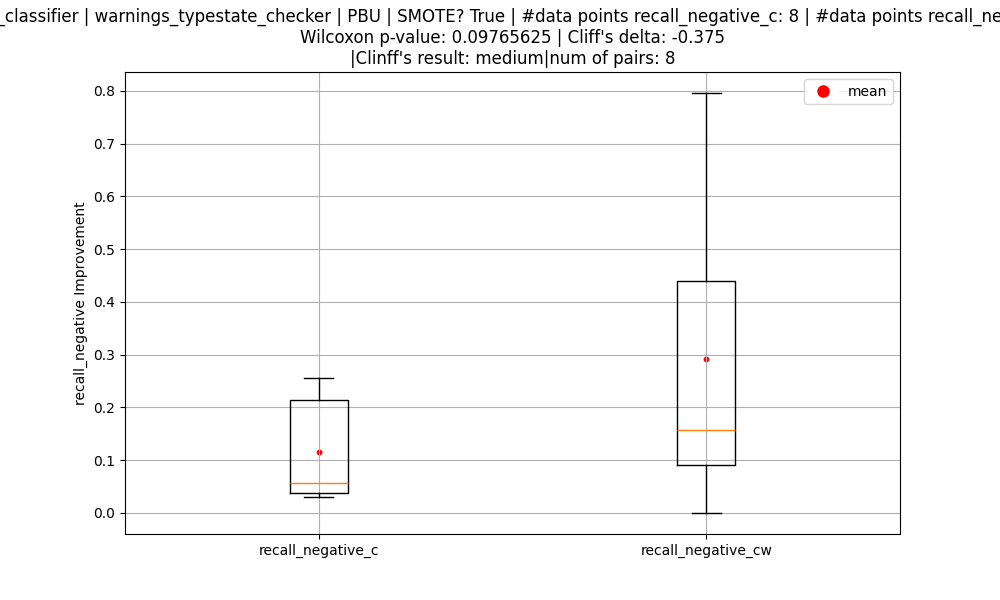 _classifier | warnings_typestate_checker | PBU | SMOTE? True | #data points recall_negative_c: 8 | #data points recall_ne
Wilcoxon p-value: 0.09765625 | Cliff's delta: -0.375
|Clinff's result: medium|num of pairs: 8
mean
0.8
0.7
0.6
0.5
0.4
0.3
0.2
0.1
0.0
recall_negative Improvement
recall_negative_c
recall_negative_cw